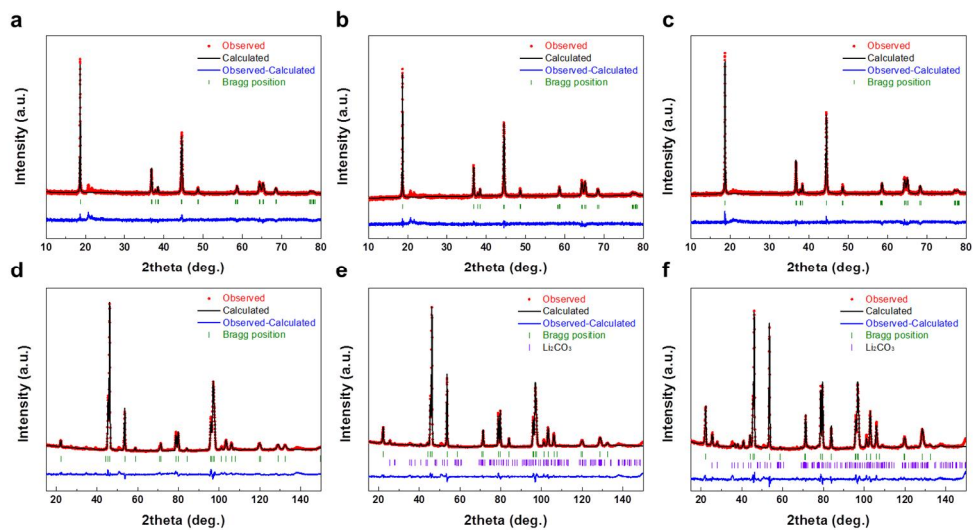 a
Intensity (a.u.)
Observed
Calculated
Observed-Calculated
Bragg position
10 20 30 40 50 60 70 80
2theta (deg.)
b
Intensity (a.u.)
Observed
Calculated
Observed-Calculated
Bragg position
10 20 30 40 50 60 70 80
2theta (deg.)
c
Intensity (a.u.)
Observed
Calculated
Observed-Calculated
Bragg position
10 20 30 40 50 60 70 80
2theta (deg.)
d
Intensity (a.u.)
Observed
Calculated
Observed-Calculated
Bragg position
20 40 60 80 100 120 140
2theta (deg.)
e
Intensity (a.u.)
Observed
Calculated
Observed-Calculated
Bragg position
Li₂CO₃
20 40 60 80 100 120 140
2theta (deg.)
f
Intensity (a.u.)
Observed
Calculated
Observed-Calculated
Bragg position
Li₂CO₃
20 40 60 80 100 120 140
2theta (deg.)